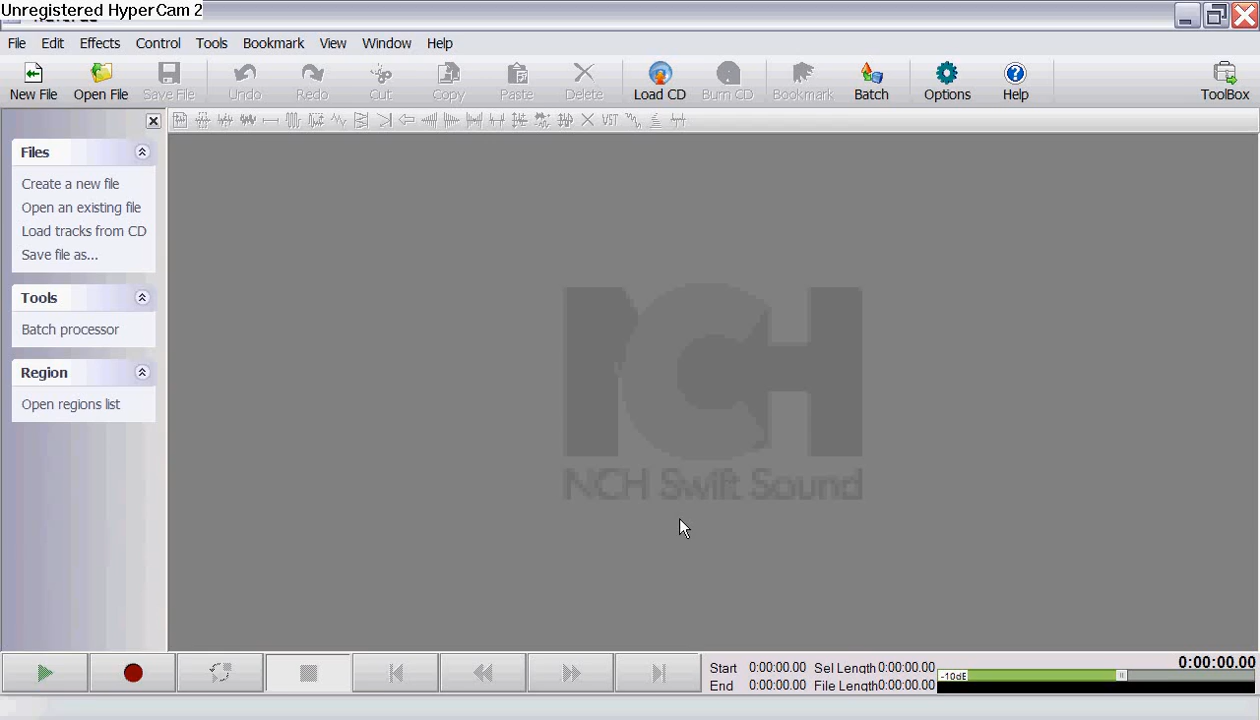 Unregistered HyperCam 2
File Edit Effects Control Tools Bookmark View Window Help
New File Open File Save File Undo Redo Cut Copy Paste Delete Load CD Burn CD Bookmark Batch Options Help ToolBox
VST
Files
Create a new file
Open an existing file
Load tracks from CD
Save file as...
Tools
Batch processor
Region
Open regions list
NCH
NCH Swift Sound
Start 0:00:00.00 Sel Length 0:00:00.00 0:00:00.00
End 0:00:00.00 File Length 0:00:00.00 -10dB